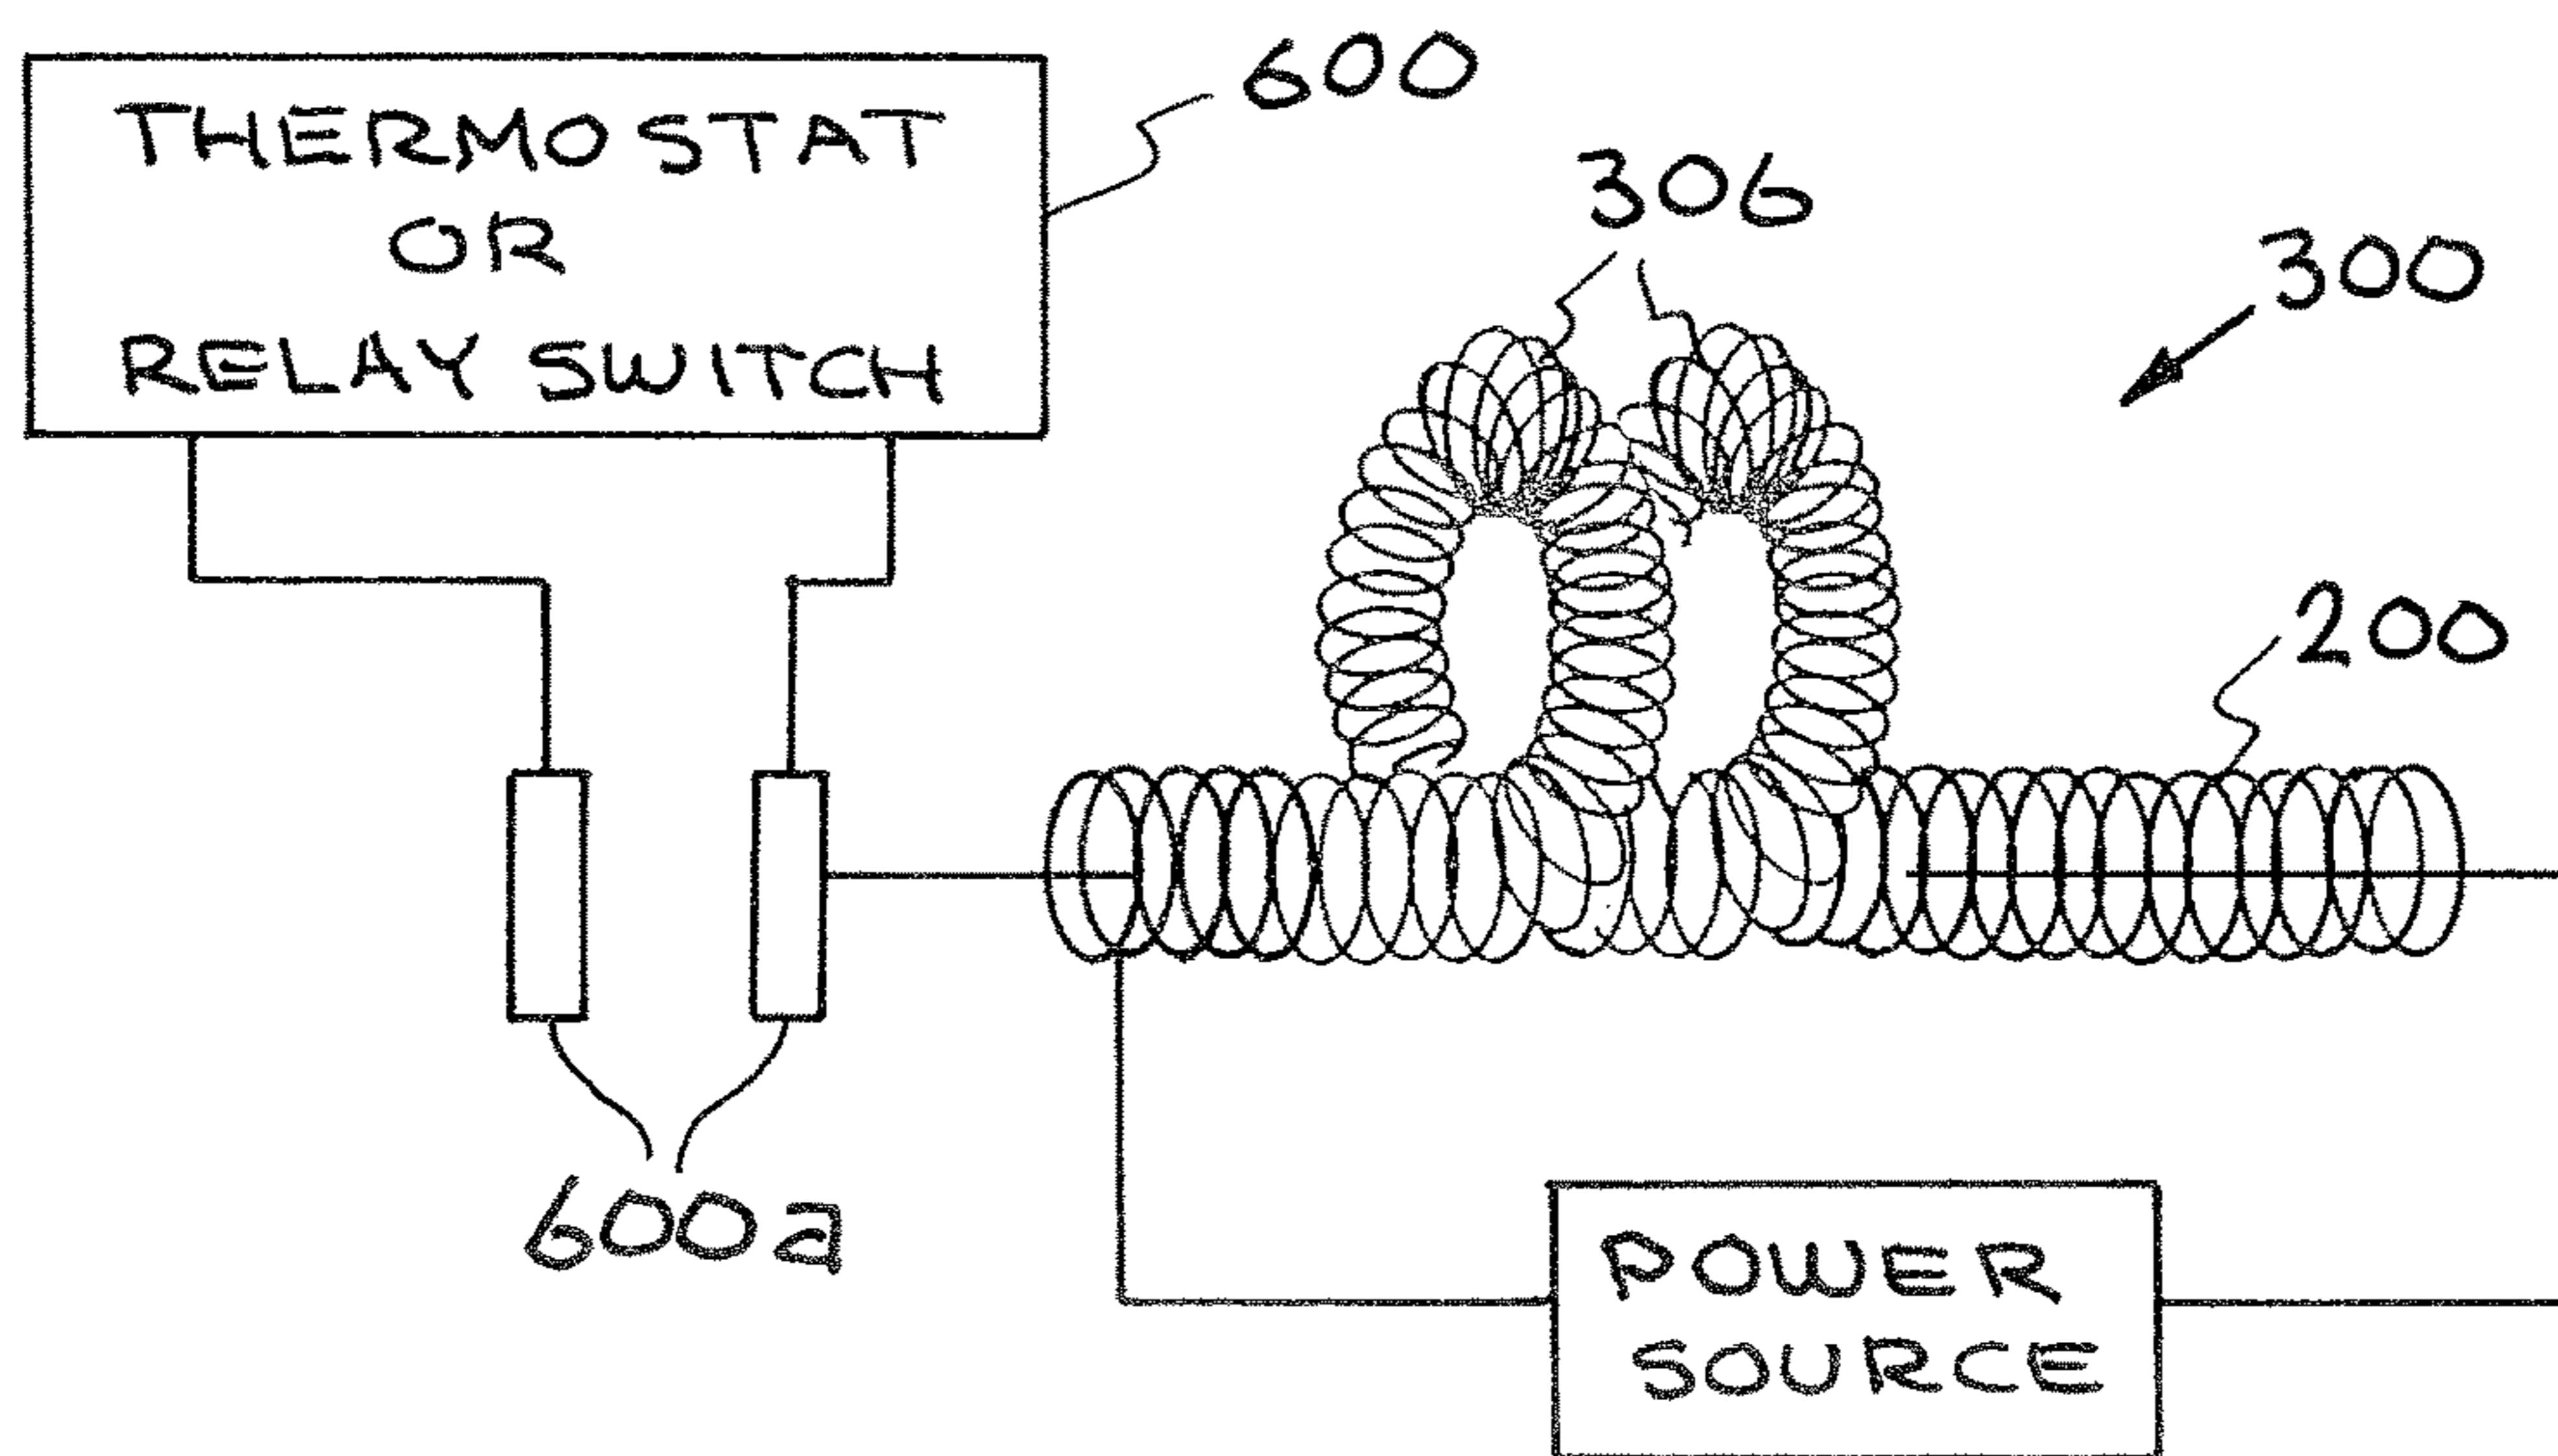 THERMOSTAT
OR
RELAY SWITCH
600
306
300
200
600a
POWER
SOURCE